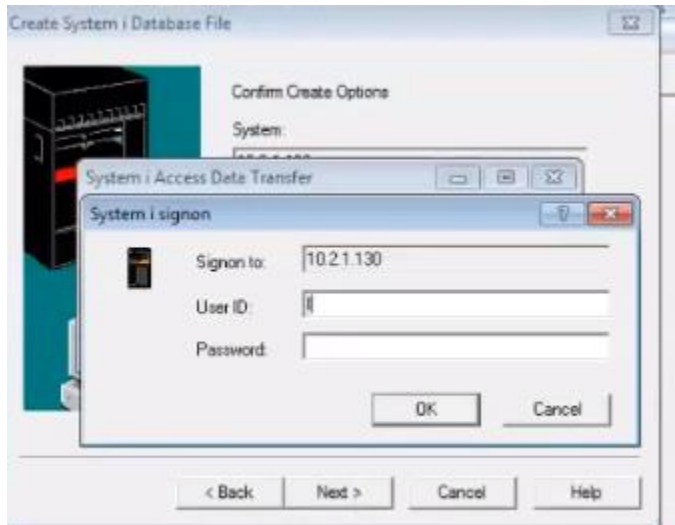 Create System i Database File
Confirm Create Options
System:
System i Access Data Transfer
System i signon
Signon to: 10.2.1.130
User ID:
Password:
OK Cancel
< Back Next > Cancel Help